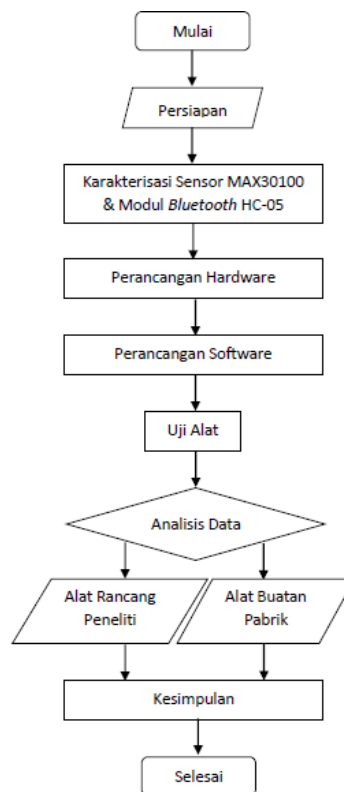 Mulai
Persiapan
Karakterisasi Sensor MAX30100
& Modul Bluetooth HC-05
Perancangan Hardware
Perancangan Software
Uji Alat
Analisis Data
Alat Rancang
Peneliti
Alat Buatan
Pabrik
Kesimpulan
Selesai